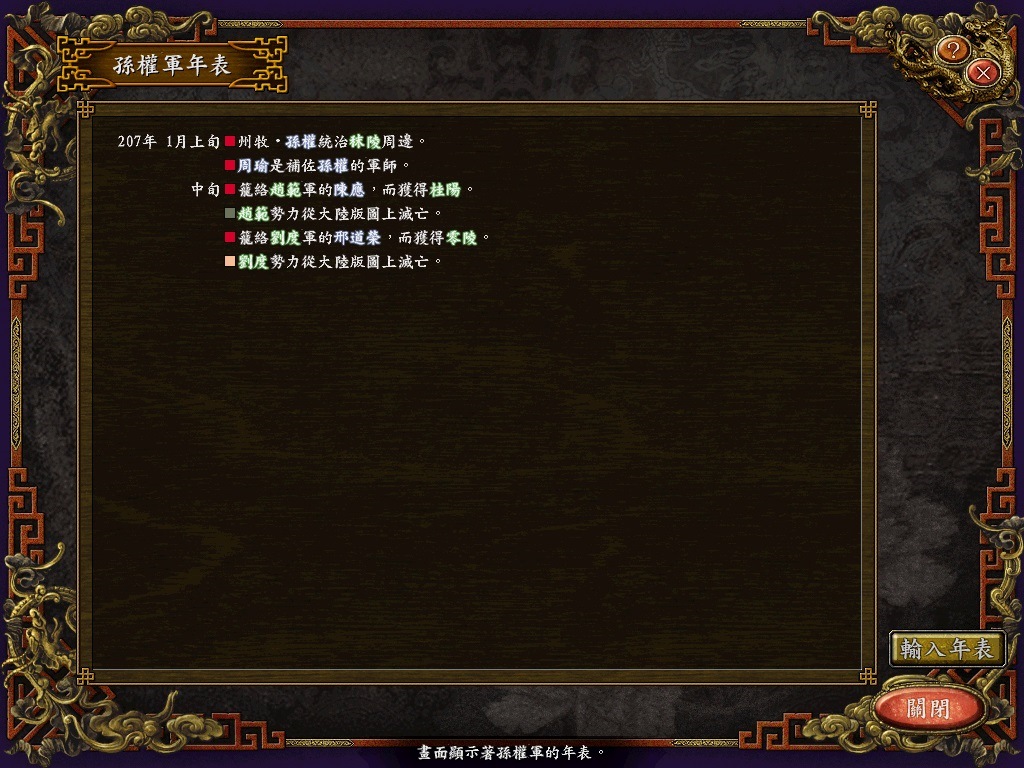 孫權軍年表
?
207年 1月上旬 州牧・孫權統治秣陵周邊。
周瑜是補佐孫權的軍師。
中旬 籠絡趙範軍的陳應，而獲得桂陽。
趙範勢力從大陸版圖上滅亡。
籠絡劉度軍的邢道榮，而獲得零陵。
劉度勢力從大陸版圖上滅亡。
輸入年表
關閉
畫面顯示著孫權軍的年表。